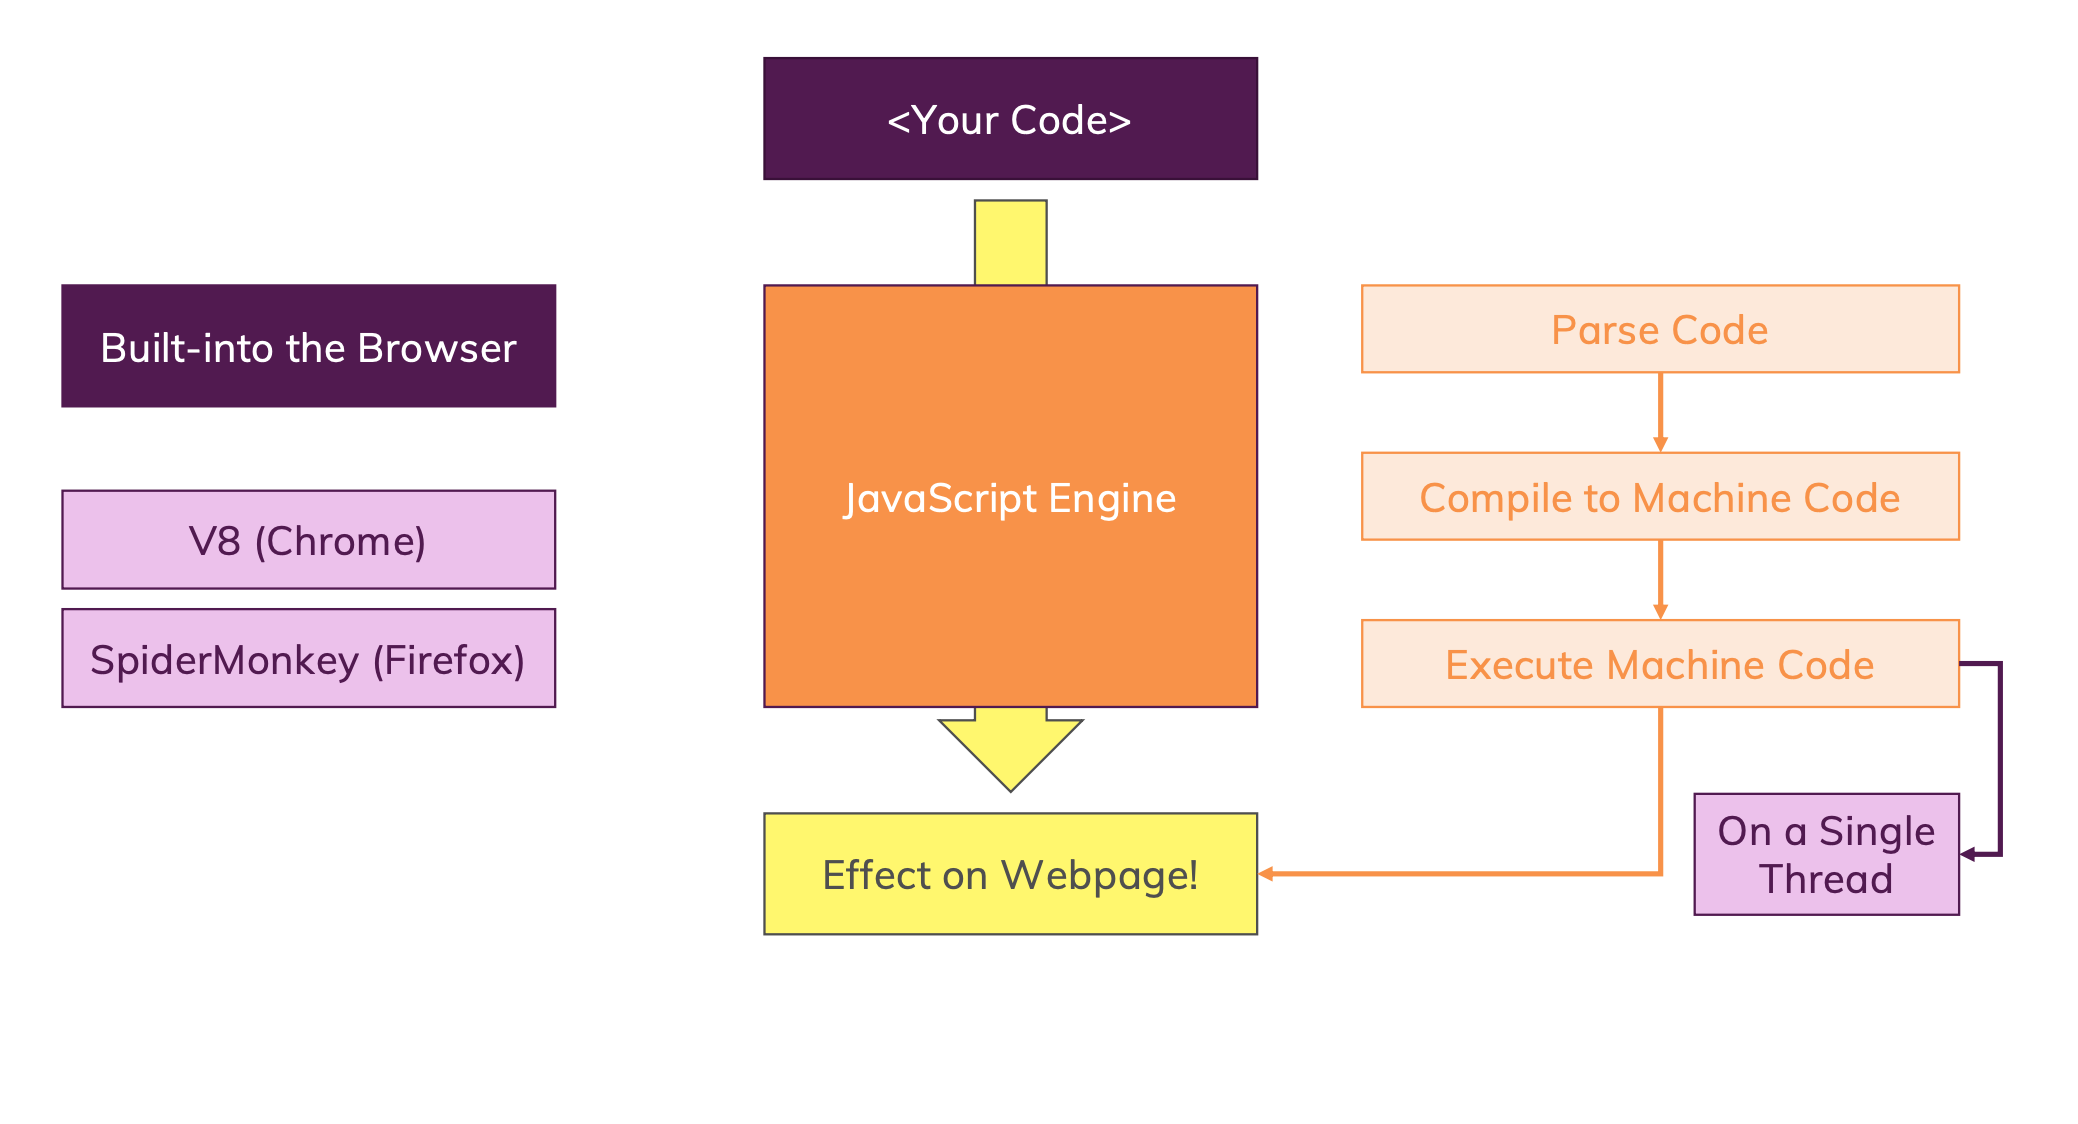 <Your Code>
Built-into the Browser
V8 (Chrome)
SpiderMonkey (Firefox)
JavaScript Engine
Parse Code
Compile to Machine Code
Execute Machine Code
On a Single
Thread
Effect on Webpage!